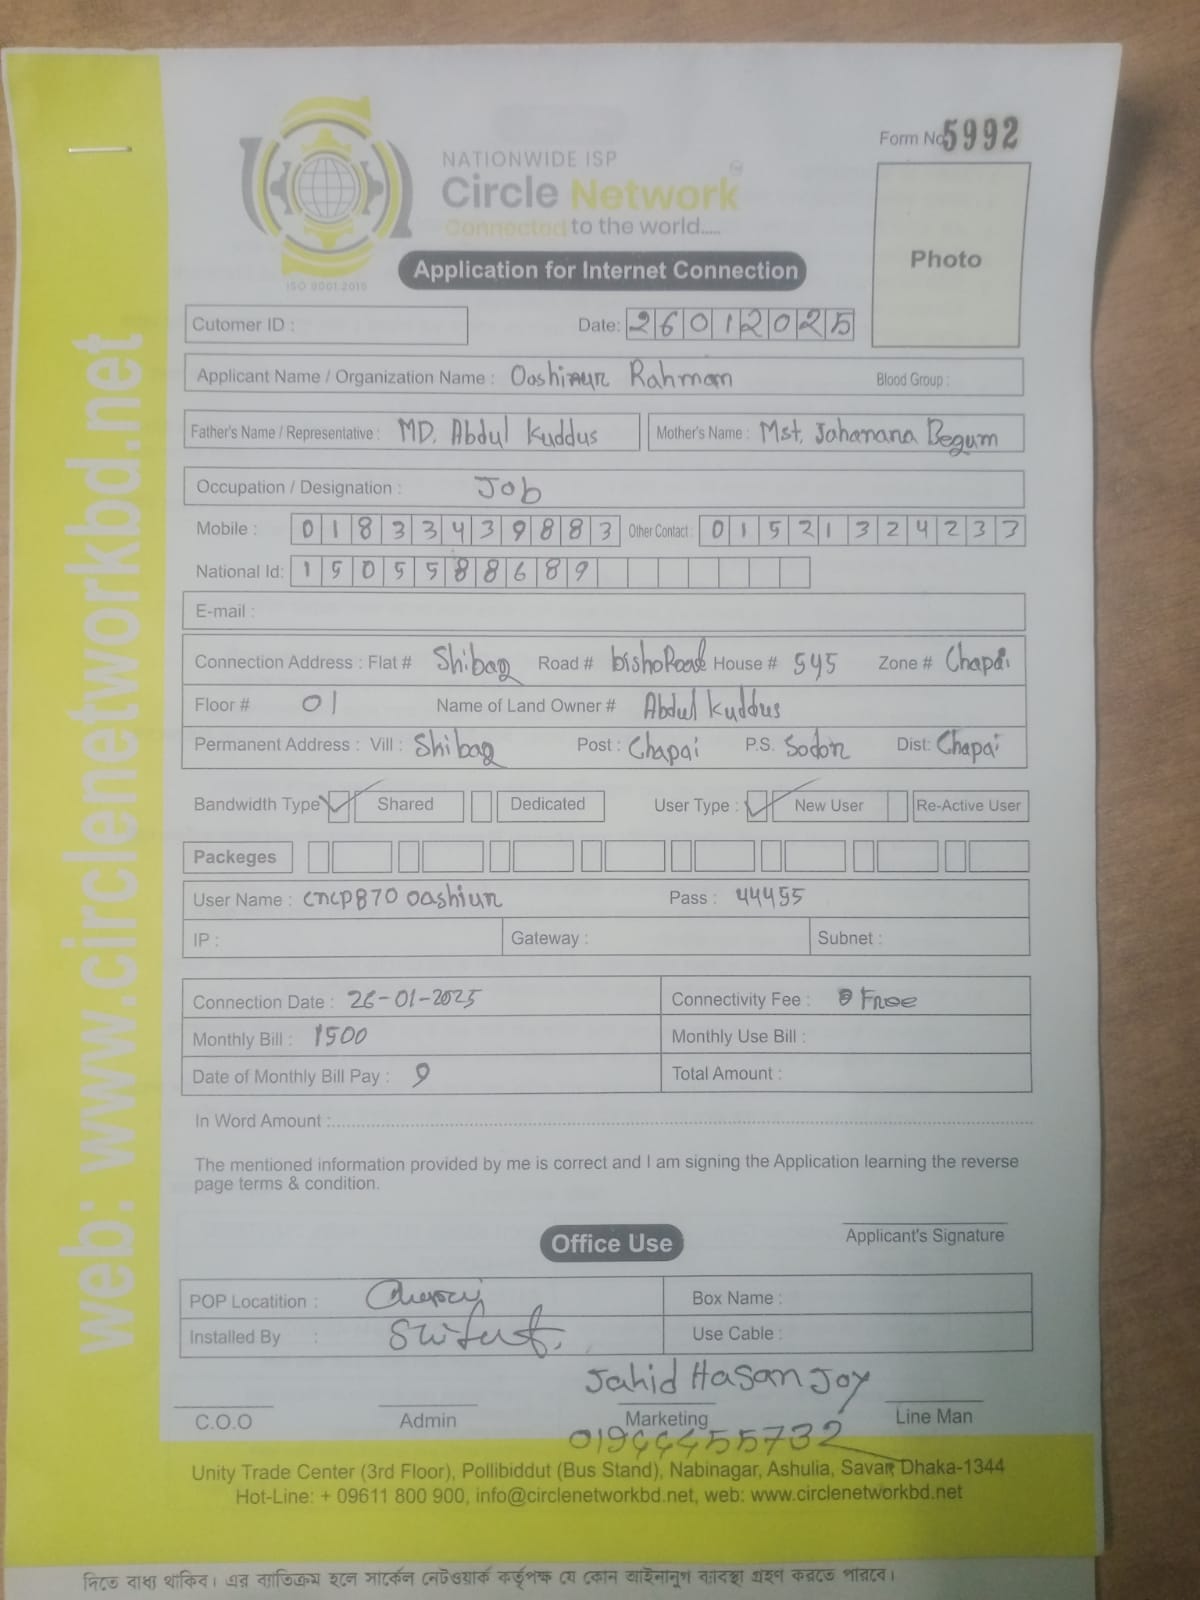 Form No 5992
NATIONWIDE ISP
Circle Network
Connected to the world.....
ISO 9001:2015
Application for Internet Connection
Photo
Cutomer ID :
Date: 26012025
Applicant Name / Organization Name : Oashiaur Rahman Blood Group :
Father's Name / Representative : MD. Abdul Kuddus Mother's Name : Mst. Jahanana Begum
Occupation / Designation : Job
Mobile : 01833439883 Other Contact : 01521324233
National Id: 1505588689
E-mail :
Connection Address : Flat # Shibag Road # bishoRoad House # 545 Zone # Chapai
Floor # 01 Name of Land Owner # Abdul Kuddus
Permanent Address : Vill : Shibag Post : Chapai P.S. Sodor Dist: Chapai
Bandwidth Type Shared Dedicated User Type : New User Re-Active User
Packeges
User Name : cncp870 oashiur Pass : 44455
IP : Gateway : Subnet :
Connection Date : 26-01-2025 Connectivity Fee : Free
Monthly Bill : 1500 Monthly Use Bill :
Date of Monthly Bill Pay : 9 Total Amount :
In Word Amount :
The mentioned information provided by me is correct and I am signing the Application learning the reverse
page terms & condition.
Applicant's Signature
Office Use
POP Locatition : Box Name :
Installed By : Use Cable :
Jahid Hasan Joy
C.O.O Admin Marketing Line Man
01944455732
Unity Trade Center (3rd Floor), Pollibiddut (Bus Stand), Nabinagar, Ashulia, Savar, Dhaka-1344
Hot-Line: + 09611 800 900, info@circlenetworkbd.net, web: www.circlenetworkbd.net
web: www.circlenetworkbd.net
দিতে বাধ্য থাকিব। এর ব্যতিক্রম হলে সার্কেল নেটওয়ার্ক কর্তৃপক্ষ যে কোন আইনানুগ ব্যবস্থা গ্রহণ করতে পারবে।